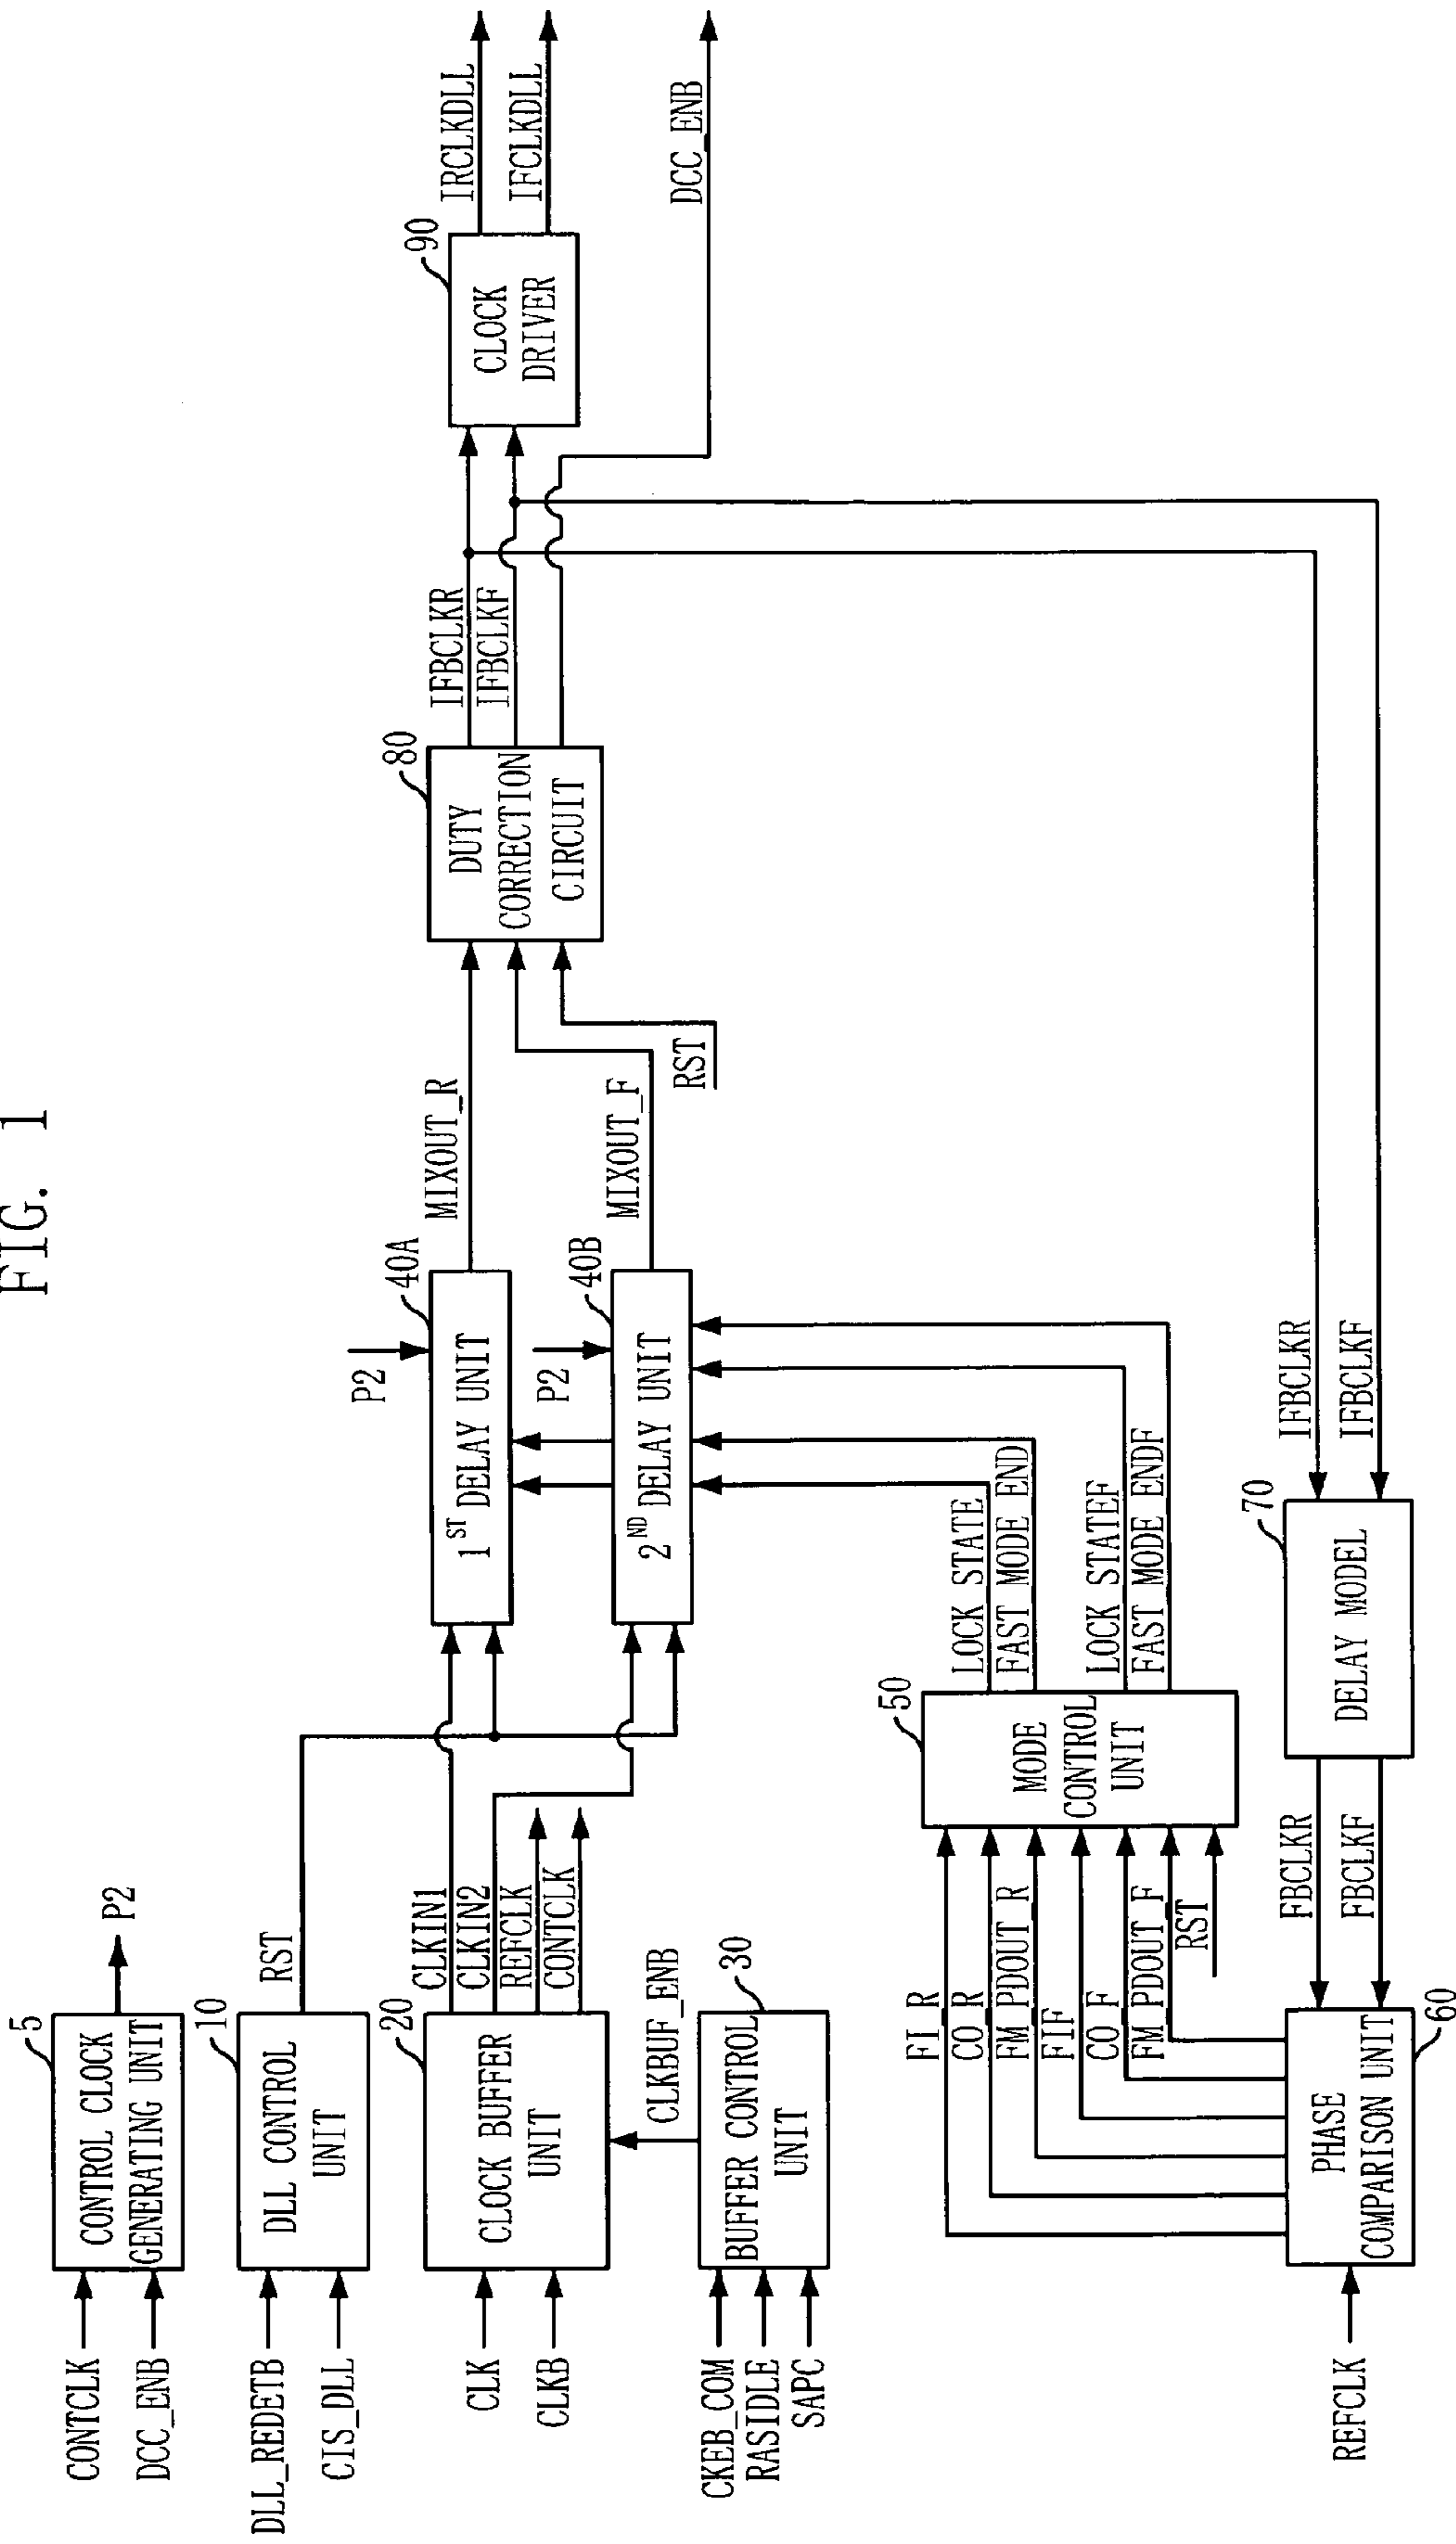 FIG. 1
CONTCLK
DCC_ENB
5
CONTROL CLOCK
GENERATING UNIT
P2
DLL_REDETB
CIS_DLL
10
DLL CONTROL
UNIT
RST
CLK
CLKB
20
CLOCK BUFFER
UNIT
CLKIN1
CLKIN2
REFCLK
CONTCLK
CLKBUF_ENB
CKEB_COM
RASIDLE
SAPC
30
BUFFER CONTROL
UNIT
P2
40A
1ST DELAY UNIT
MIXOUT_R
P2
40B
2ND DELAY UNIT
MIXOUT_F
RST
80
DUTY
CORRECTION
CIRCUIT
IFBCLKR
IFBCLKF
90
CLOCK
DRIVER
IRCLKDLL
IFCLKDLL
DCC_ENB
FI_R
CO_R
FM_PDOUT_R
FIF
CO_F
FM_PDOUT_F
RST
50
MODE
CONTROL
UNIT
LOCK STATE
FAST MODE END
LOCK STATEF
FAST MODE ENDF
REFCLK
PHASE
COMPARISON UNIT
60
FBCLKR
FBCLKF
70
DELAY MODEL
IFBCLKR
IFBCLKF